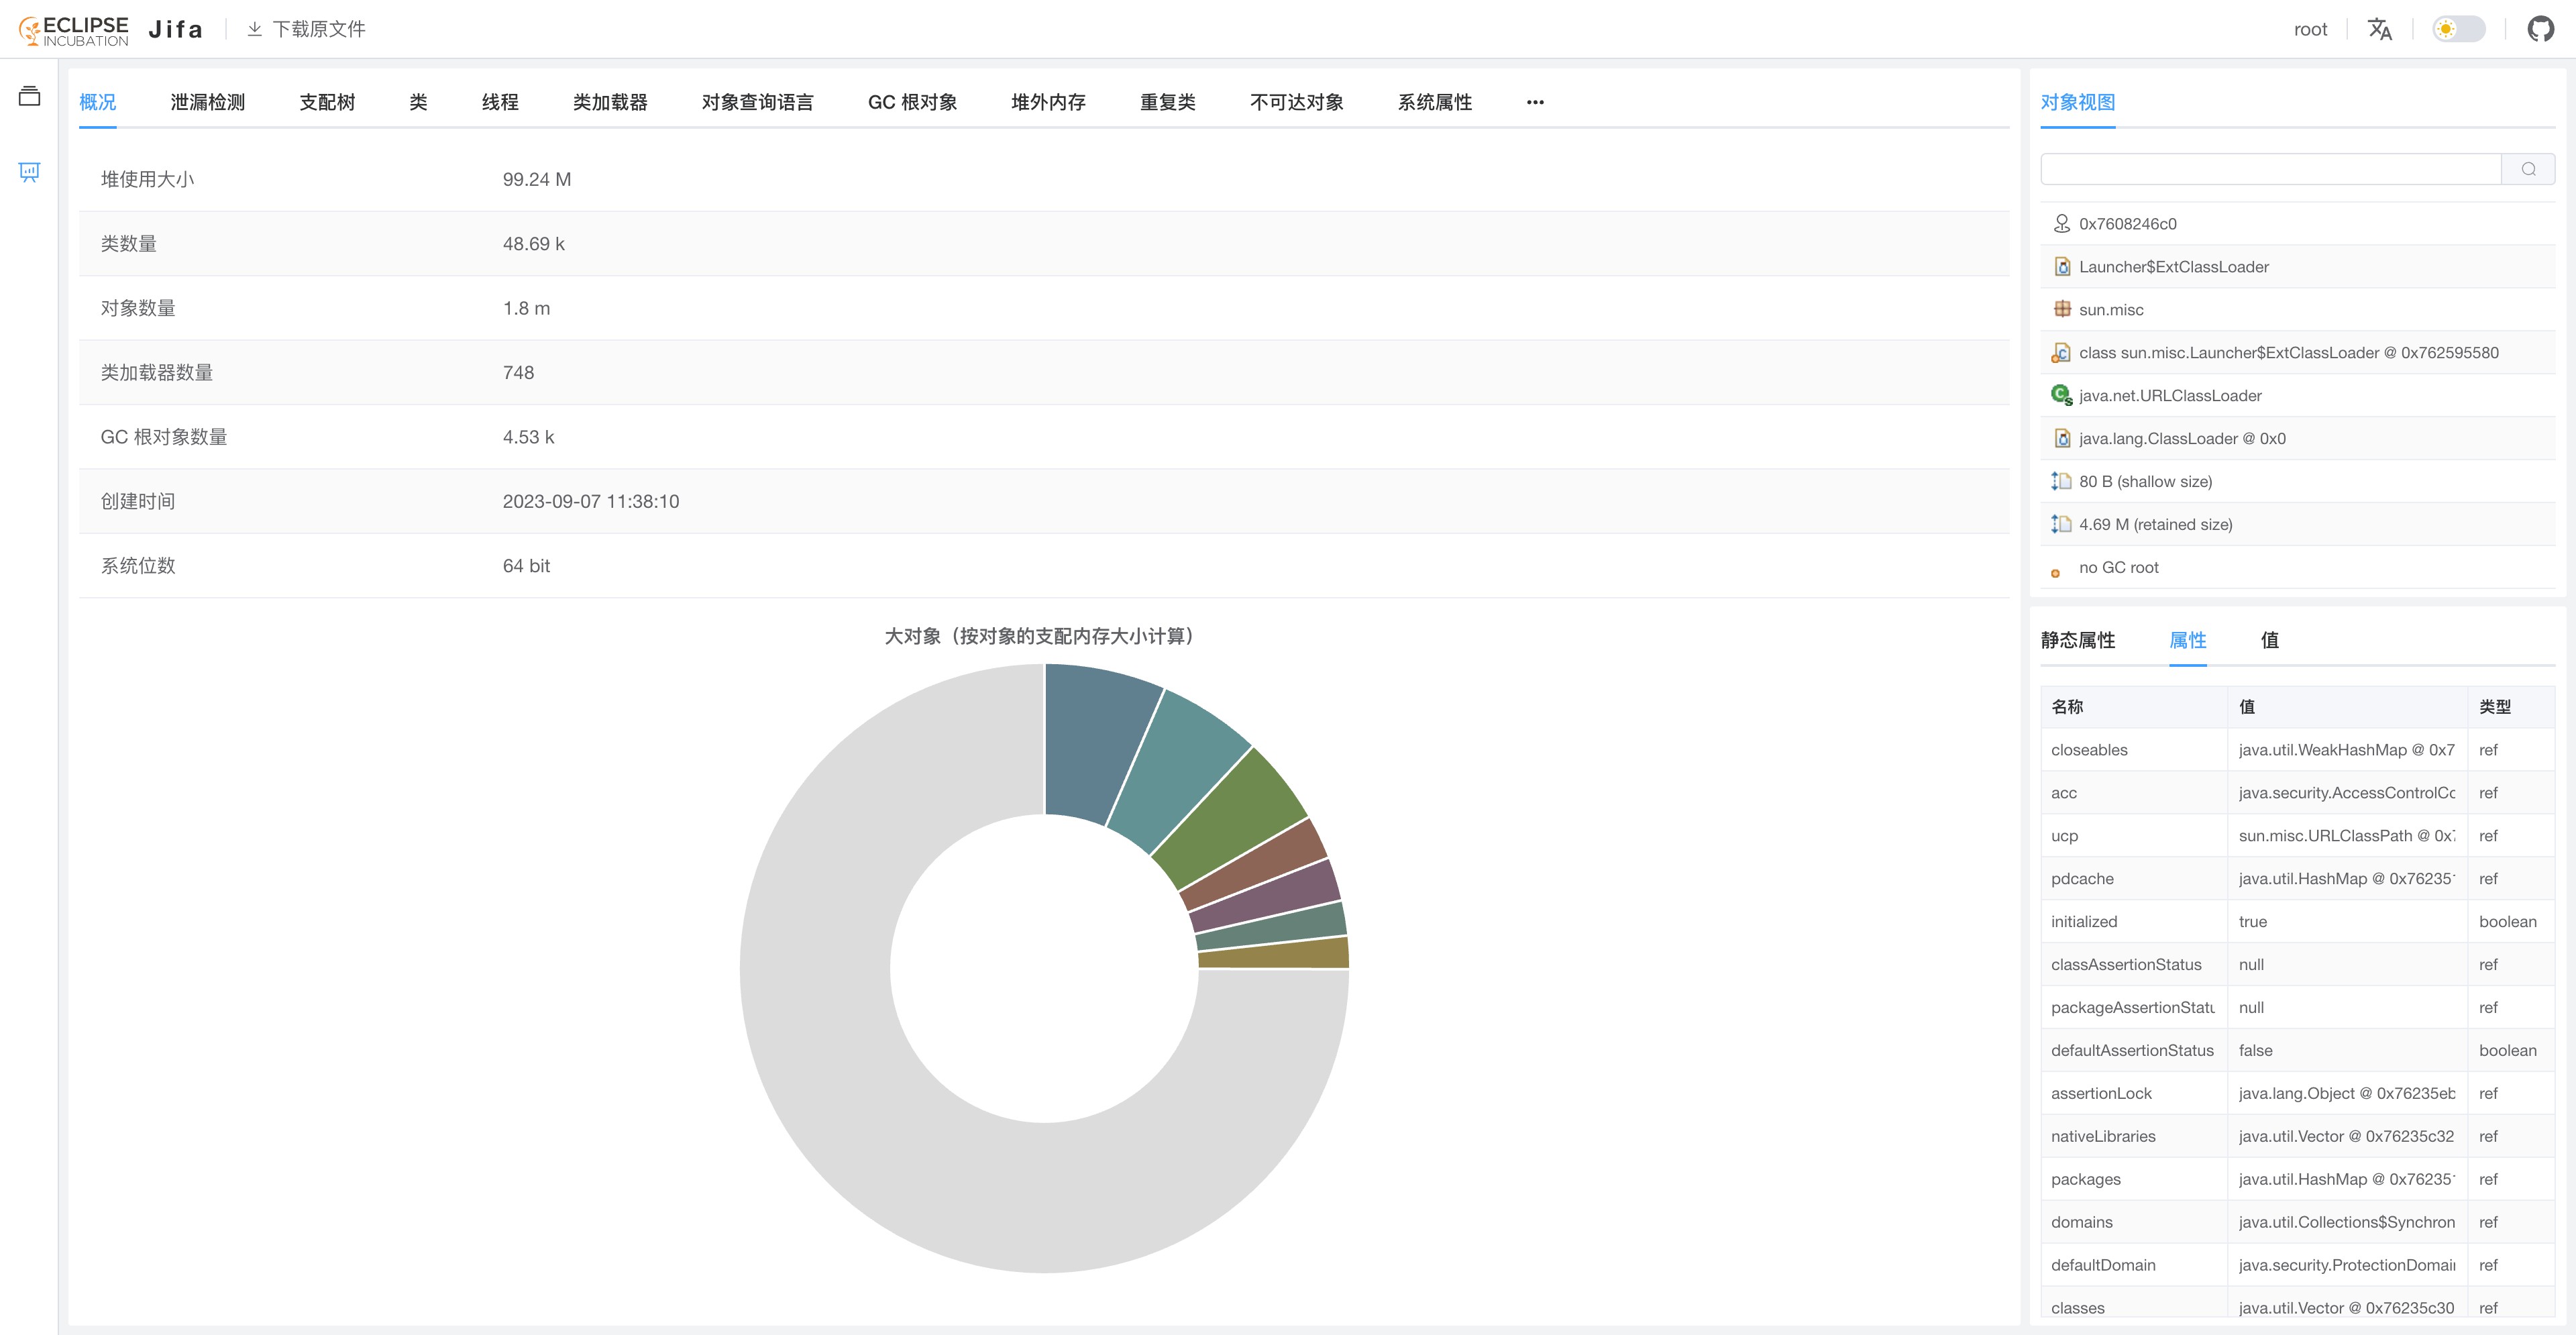 ECLIPSE
INCUBATION
Jifa
下载原文件
root
概况 泄漏检测 支配树 类 线程 类加载器 对象查询语言 GC 根对象 堆外内存 重复类 不可达对象 系统属性 •••
堆使用大小 99.24 M
类数量 48.69 k
对象数量 1.8 m
类加载器数量 748
GC 根对象数量 4.53 k
创建时间 2023-09-07 11:38:10
系统位数 64 bit
大对象（按对象的支配内存大小计算）
对象视图
0x7608246c0
Launcher$ExtClassLoader
sun.misc
class sun.misc.Launcher$ExtClassLoader @ 0x762595580
java.net.URLClassLoader
java.lang.ClassLoader @ 0x0
80 B (shallow size)
4.69 M (retained size)
no GC root
静态属性 属性 值
名称 值 类型
closeables java.util.WeakHashMap @ 0x7 ref
acc java.security.AccessControlCo ref
ucp sun.misc.URLClassPath @ 0x ref
pdcache java.util.HashMap @ 0x76235 ref
initialized true boolean
classAssertionStatus null ref
packageAssertionStatu null ref
defaultAssertionStatus false boolean
assertionLock java.lang.Object @ 0x76235eb ref
nativeLibraries java.util.Vector @ 0x76235c32 ref
packages java.util.HashMap @ 0x76235 ref
domains java.util.Collections$Synchron ref
defaultDomain java.security.ProtectionDomai ref
classes java.util.Vector @ 0x76235c30 ref